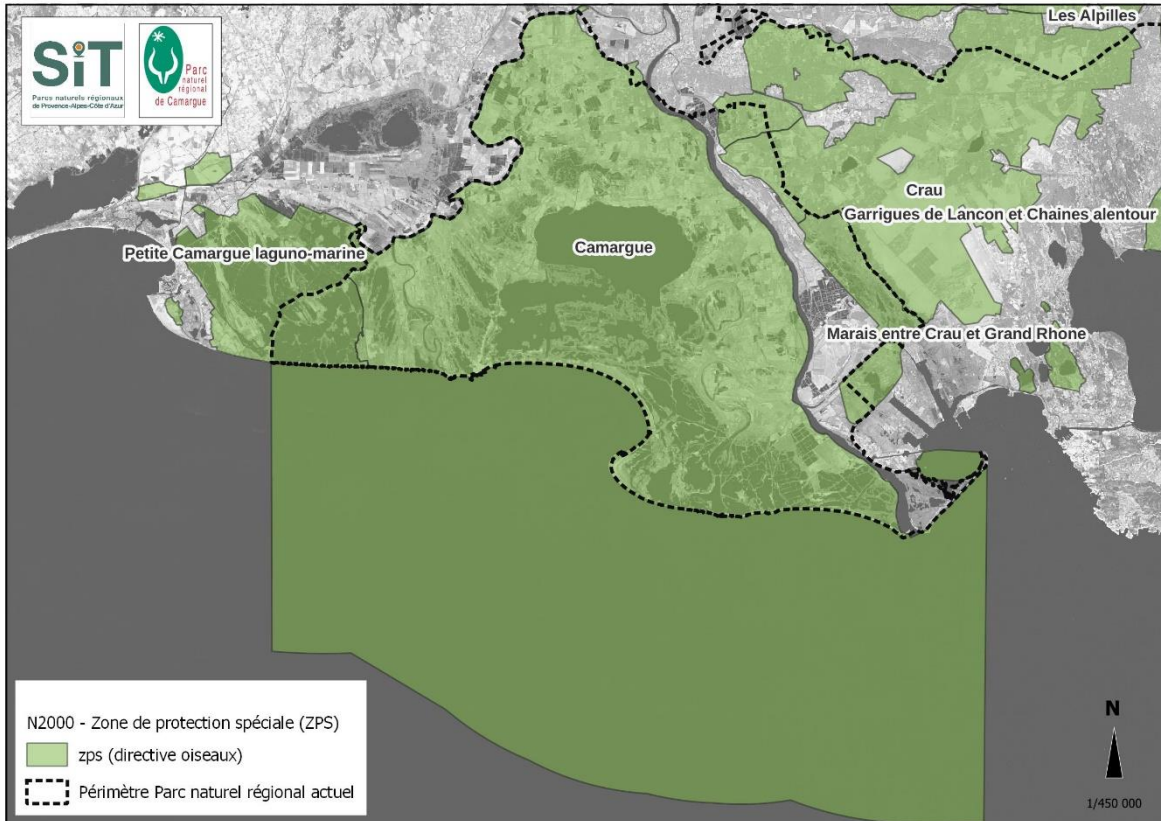 SiT
Parcs naturels régionaux
de Provence-Alpes-Côte d'Azur
Parc
naturel
régional
de Camargue
Les Alpilles
Crau
Garrigues de Lancon et Chaines alentour
Petite Camargue laguno-marine
Camargue
Marais entre Crau et Grand Rhone
N2000 - Zone de protection spéciale (ZPS)
zps (directive oiseaux)
Périmètre Parc naturel régional actuel
N
1/450 000